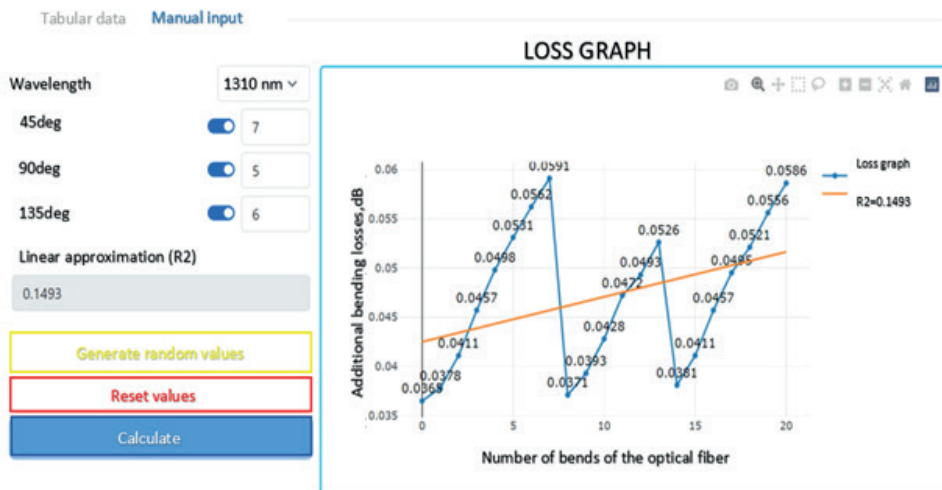 Tabular data Manual input
LOSS GRAPH
Wavelength 1310 nm
45deg 7
90deg 5
135deg 6
Linear approximation (R2)
0.1493
Generate random values
Reset values
Calculate
Additional bending losses,dB
0.06
0.055
0.05
0.045
0.04
0.035
0.0365
0.0378
0.0411
0.0457
0.0498
0.0531
0.0562
0.0591
0.0371
0.0393
0.0428
0.0472
0.0493
0.0526
0.0381
0.0411
0.0457
0.0495
0.0521
0.0556
0.0586
Loss graph
R2=0.1493
0 5 10 15 20
Number of bends of the optical fiber